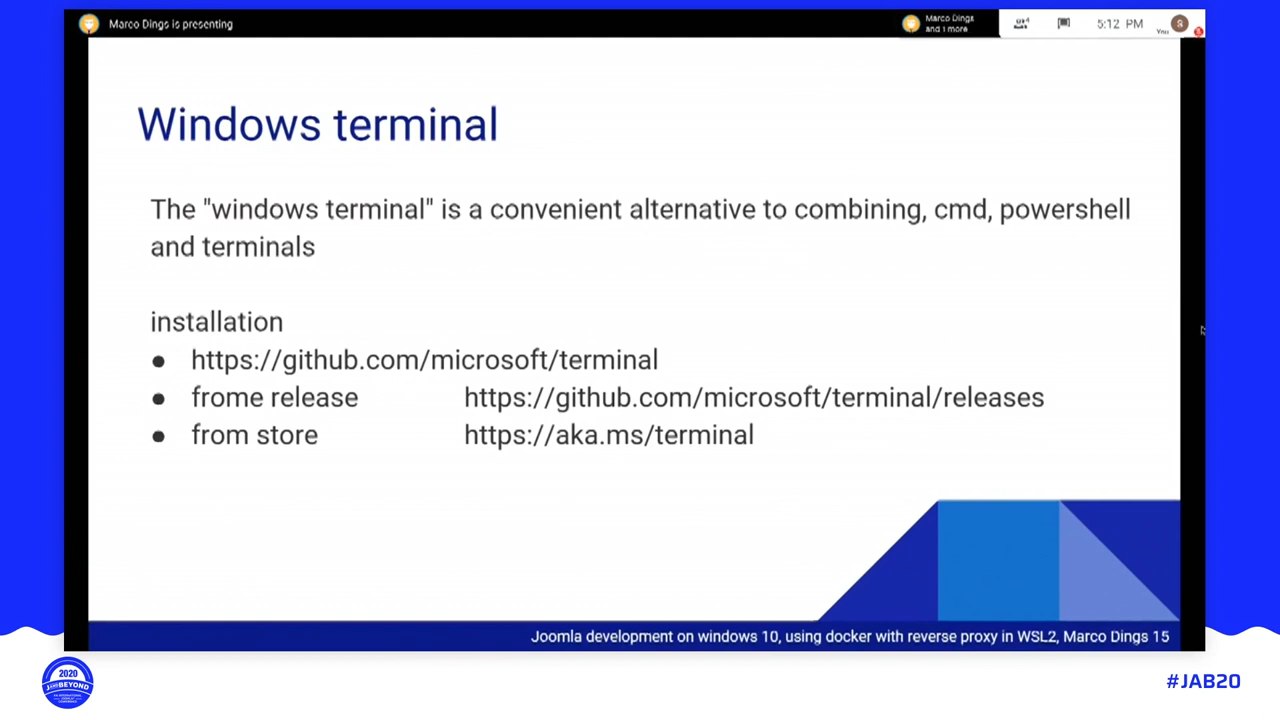 Marco Dings is presenting
Marco Dings
and 1 more
5:12 PM
You
S
Windows terminal
The "windows terminal" is a convenient alternative to combining, cmd, powershell
and terminals
installation
● https://github.com/microsoft/terminal
● frome release https://github.com/microsoft/terminal/releases
● from store https://aka.ms/terminal
Joomla development on windows 10, using docker with reverse proxy in WSL2, Marco Dings 15
2020
J AND BEYOND
#JAB20